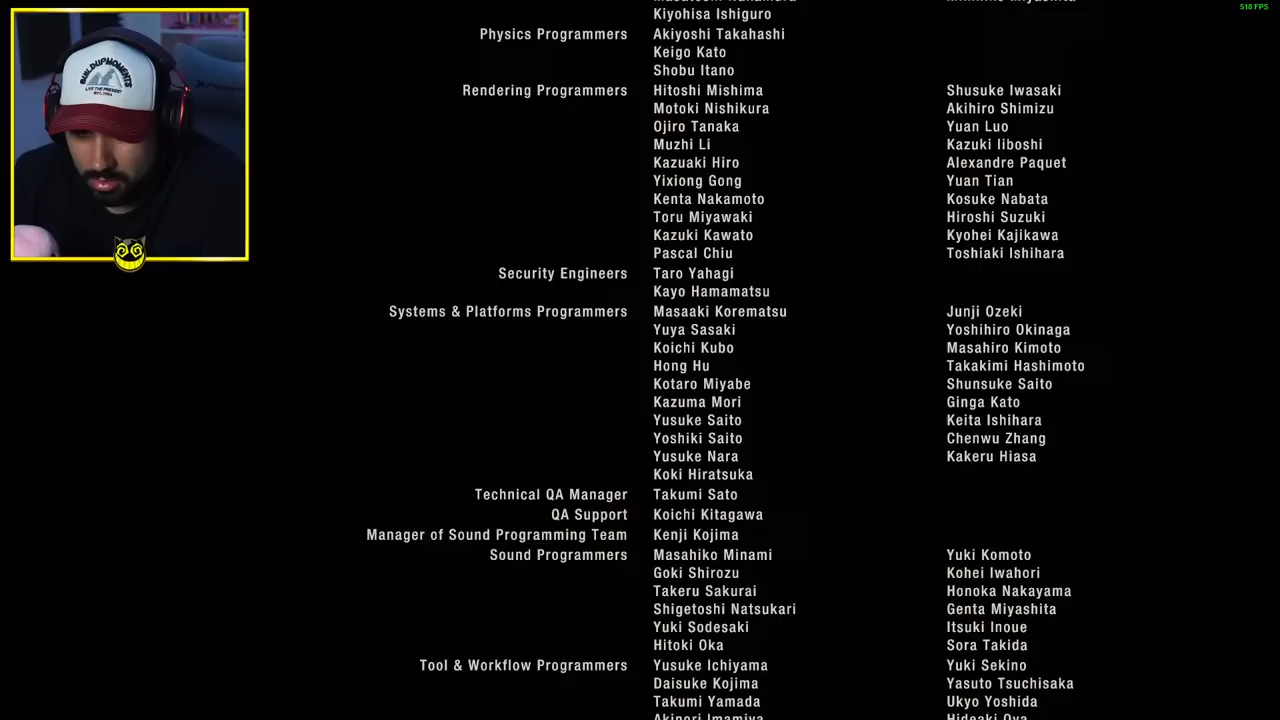 518 FPS
Kiyohisa Ishiguro
Physics Programmers Akiyoshi Takahashi
Keigo Kato
Shobu Itano
Rendering Programmers Hitoshi Mishima Shusuke Iwasaki
Motoki Nishikura Akihiro Shimizu
Ojiro Tanaka Yuan Luo
Muzhi Li Kazuki Iiboshi
Kazuaki Hiro Alexandre Paquet
Yixiong Gong Yuan Tian
Kenta Nakamoto Kosuke Nabata
Toru Miyawaki Hiroshi Suzuki
Kazuki Kawato Kyohei Kajikawa
Pascal Chiu Toshiaki Ishihara
Security Engineers Taro Yahagi
Kayo Hamamatsu
Systems & Platforms Programmers Masaaki Korematsu Junji Ozeki
Yuya Sasaki Yoshihiro Okinaga
Koichi Kubo Masahiro Kimoto
Hong Hu Takakimi Hashimoto
Kotaro Miyabe Shunsuke Saito
Kazuma Mori Ginga Kato
Yusuke Saito Keita Ishihara
Yoshiki Saito Chenwu Zhang
Yusuke Nara Kakeru Hiasa
Koki Hiratsuka
Technical QA Manager Takumi Sato
QA Support Koichi Kitagawa
Manager of Sound Programming Team Kenji Kojima
Sound Programmers Masahiko Minami Yuki Komoto
Goki Shirozu Kohei Iwahori
Takeru Sakurai Honoka Nakayama
Shigetoshi Natsukari Genta Miyashita
Yuki Sodesaki Itsuki Inoue
Hitoki Oka Sora Takida
Tool & Workflow Programmers Yusuke Ichiyama Yuki Sekino
Daisuke Kojima Yasuto Tsuchisaka
Takumi Yamada Ukyo Yoshida
BUILDUPMOMENTS
LIVE THE PRESENT